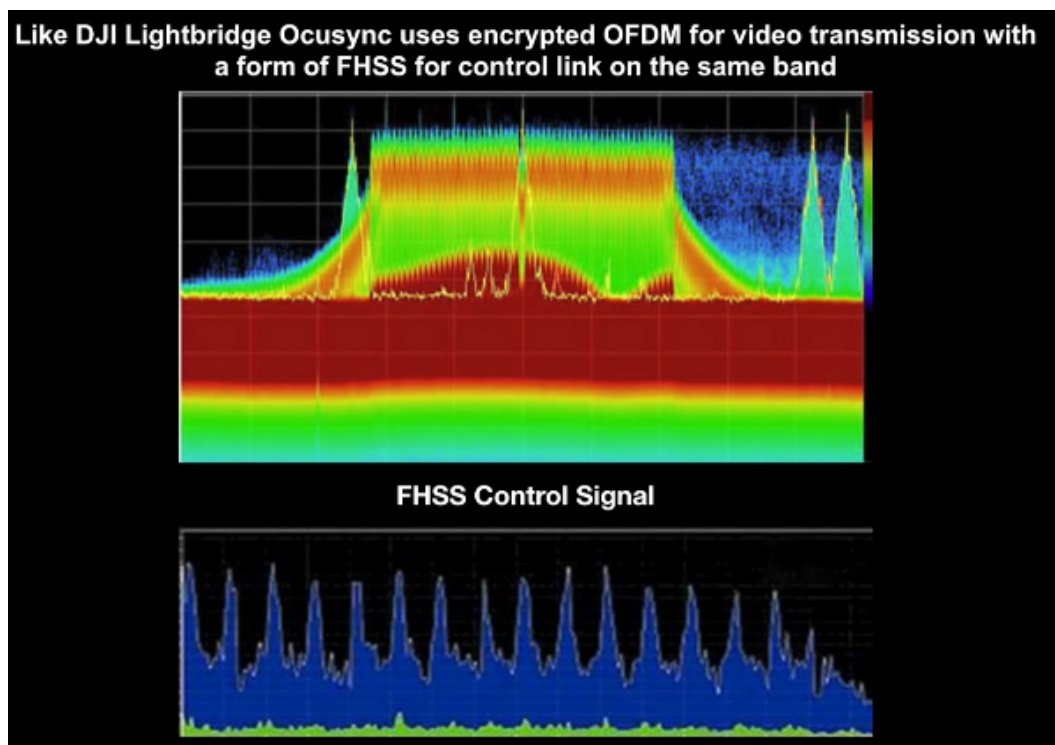 Like DJI Lightbridge Ocusync uses encrypted OFDM for video transmission with
a form of FHSS for control link on the same band
FHSS Control Signal